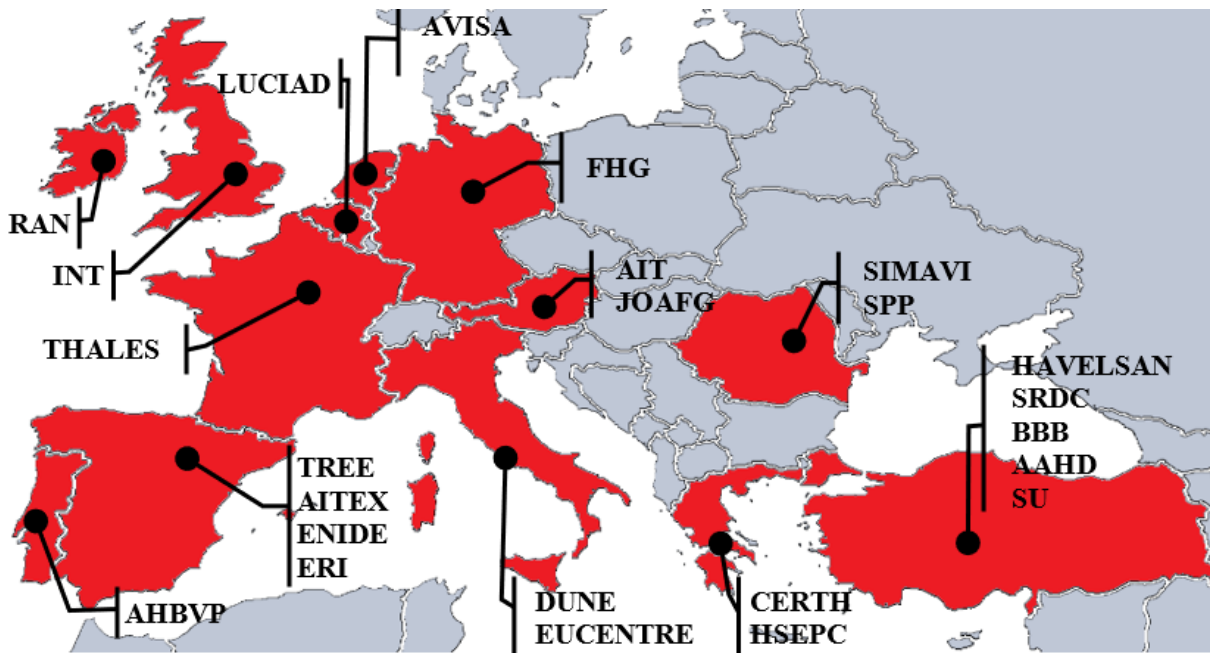 AVISA
LUCIAD
FHG
RAN
INT
AIT
JOAFG
SIMAVI
SPP
THALES
HAVELSAN
SRDC
BBB
AAHD
SU
TREE
AITEX
ENIDE
ERI
AHBVP
DUNE
EUCENTRE
CERTH
HSEPC